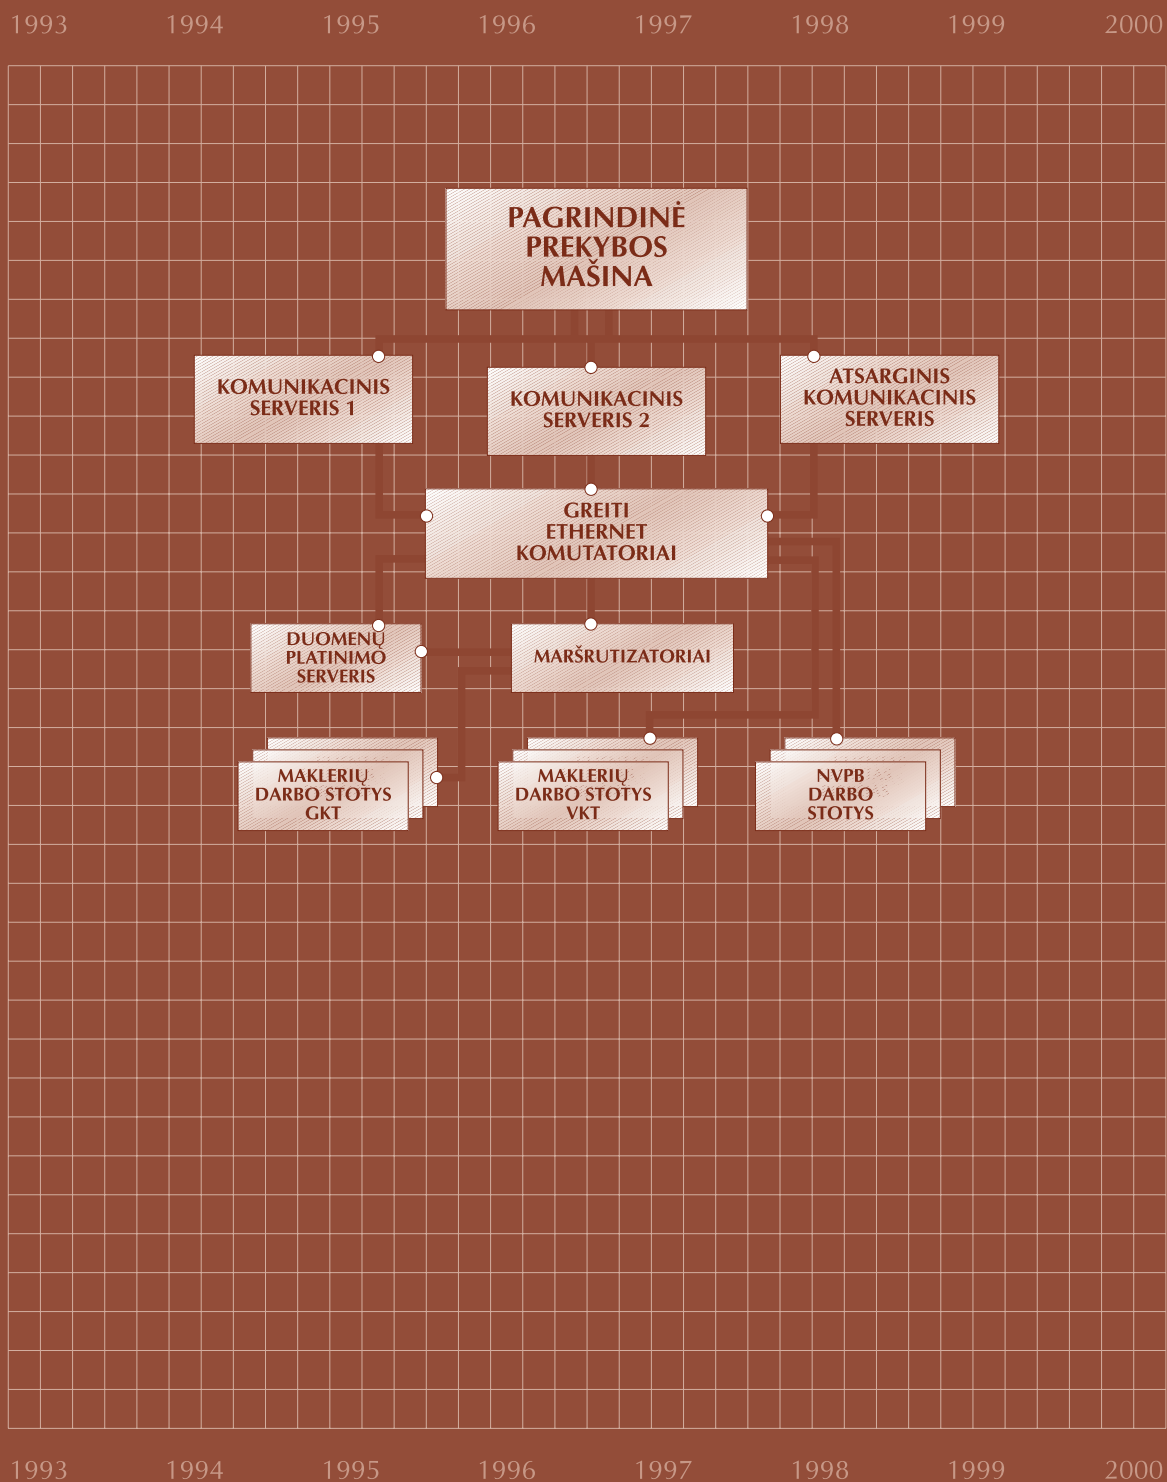 1993 1994 1995 1996 1997 1998 1999 2000
PAGRINDINĖ
PREKYBOS
MAŠINA
KOMUNIKACINIS
SERVERIS 1
KOMUNIKACINIS
SERVERIS 2
ATSARGINIS
KOMUNIKACINIS
SERVERIS
GREITI
ETHERNET
KOMUTATORIAI
DUOMENŲ
PLATINIMO
SERVERIS
MARŠRUTIZATORIAI
MAKLERIŲ
DARBO STOTYS
GKT
MAKLERIŲ
DARBO STOTYS
VKT
NVPB
DARBO
STOTYS
1993 1994 1995 1996 1997 1998 1999 2000